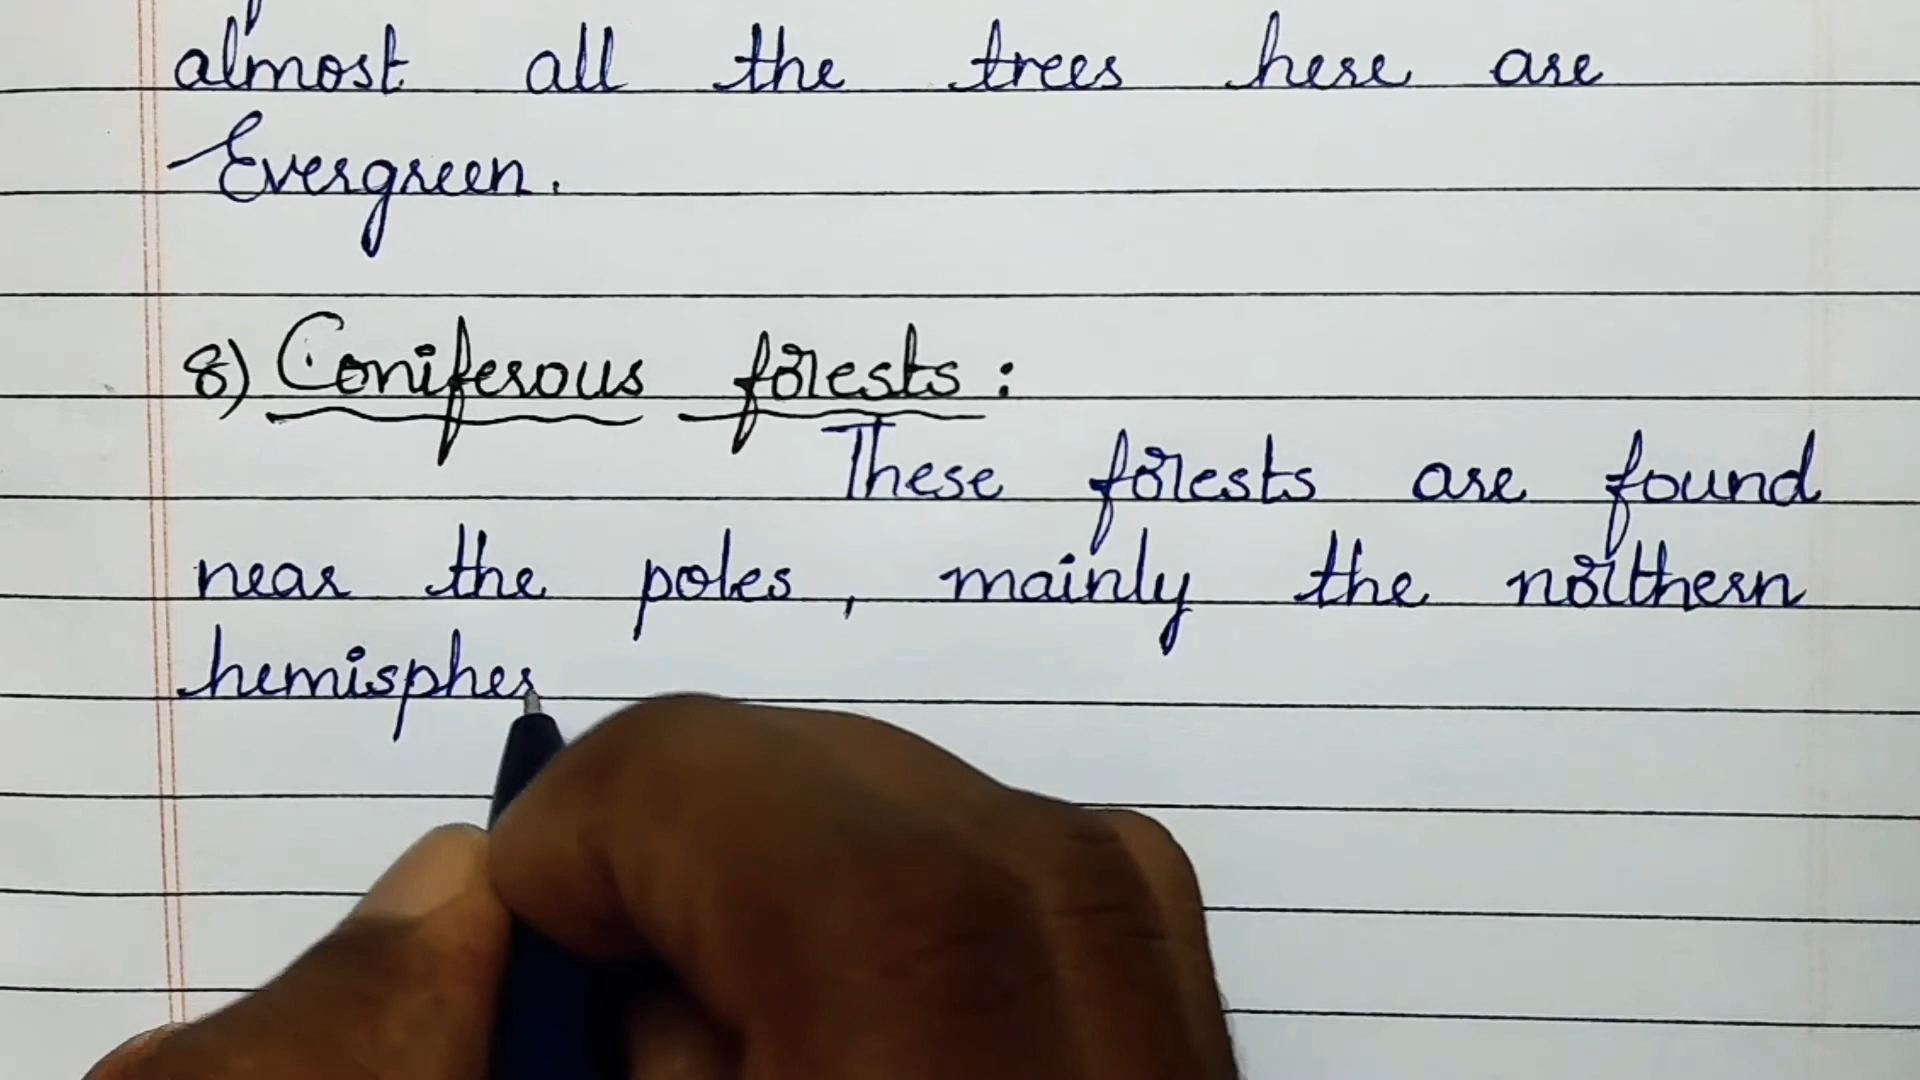 almost all the trees here are
Evergreen.
8) Coniferous forests :
These forests are found
near the poles, mainly the northern
hemispher